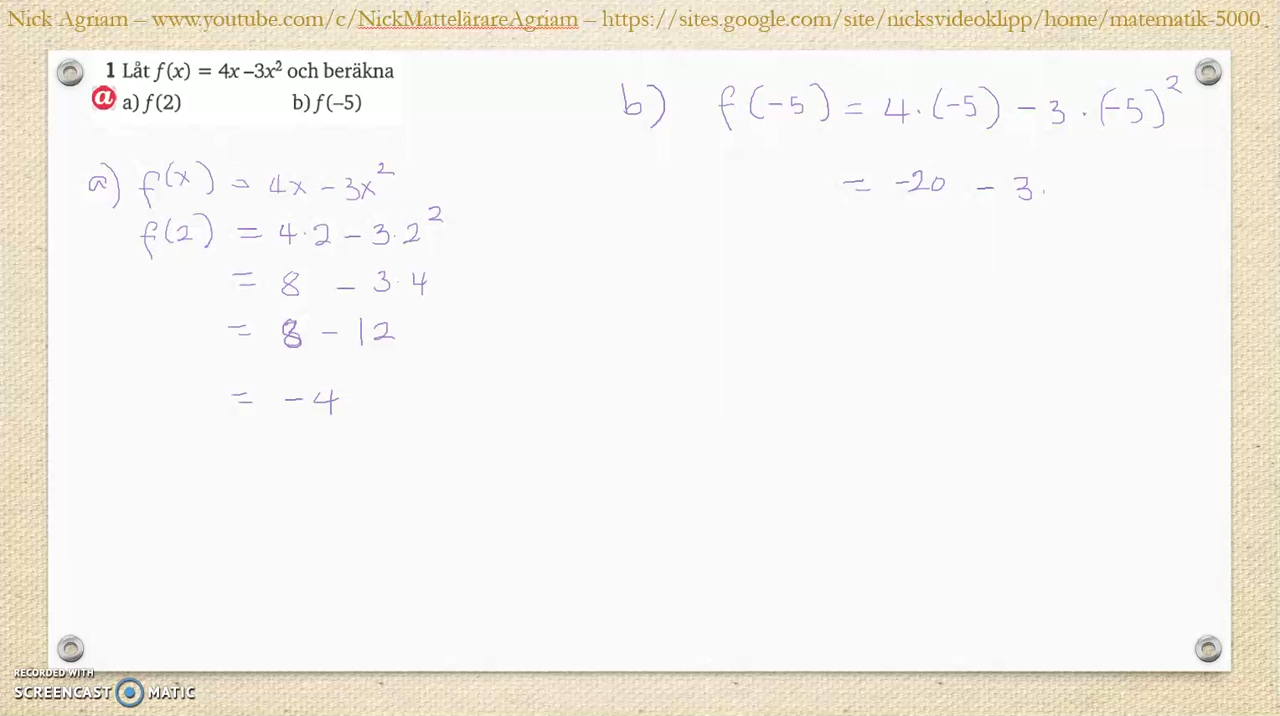 Nick Agriam – www.youtube.com/c/NickMattelärareAgriam – https://sites.google.com/site/nicksvideoklipp/home/matematik-5000
1 Låt f(x) = 4x –3x² och beräkna
a a) f(2) b) f(–5)
a) f(x) = 4x – 3x²
f(2) = 4·2 – 3·2²
= 8 – 3·4
= 8 – 12
= –4
b) f(–5) = 4·(–5) – 3·(–5)²
= –20 – 3·
RECORDED WITH
SCREENCAST MATIC